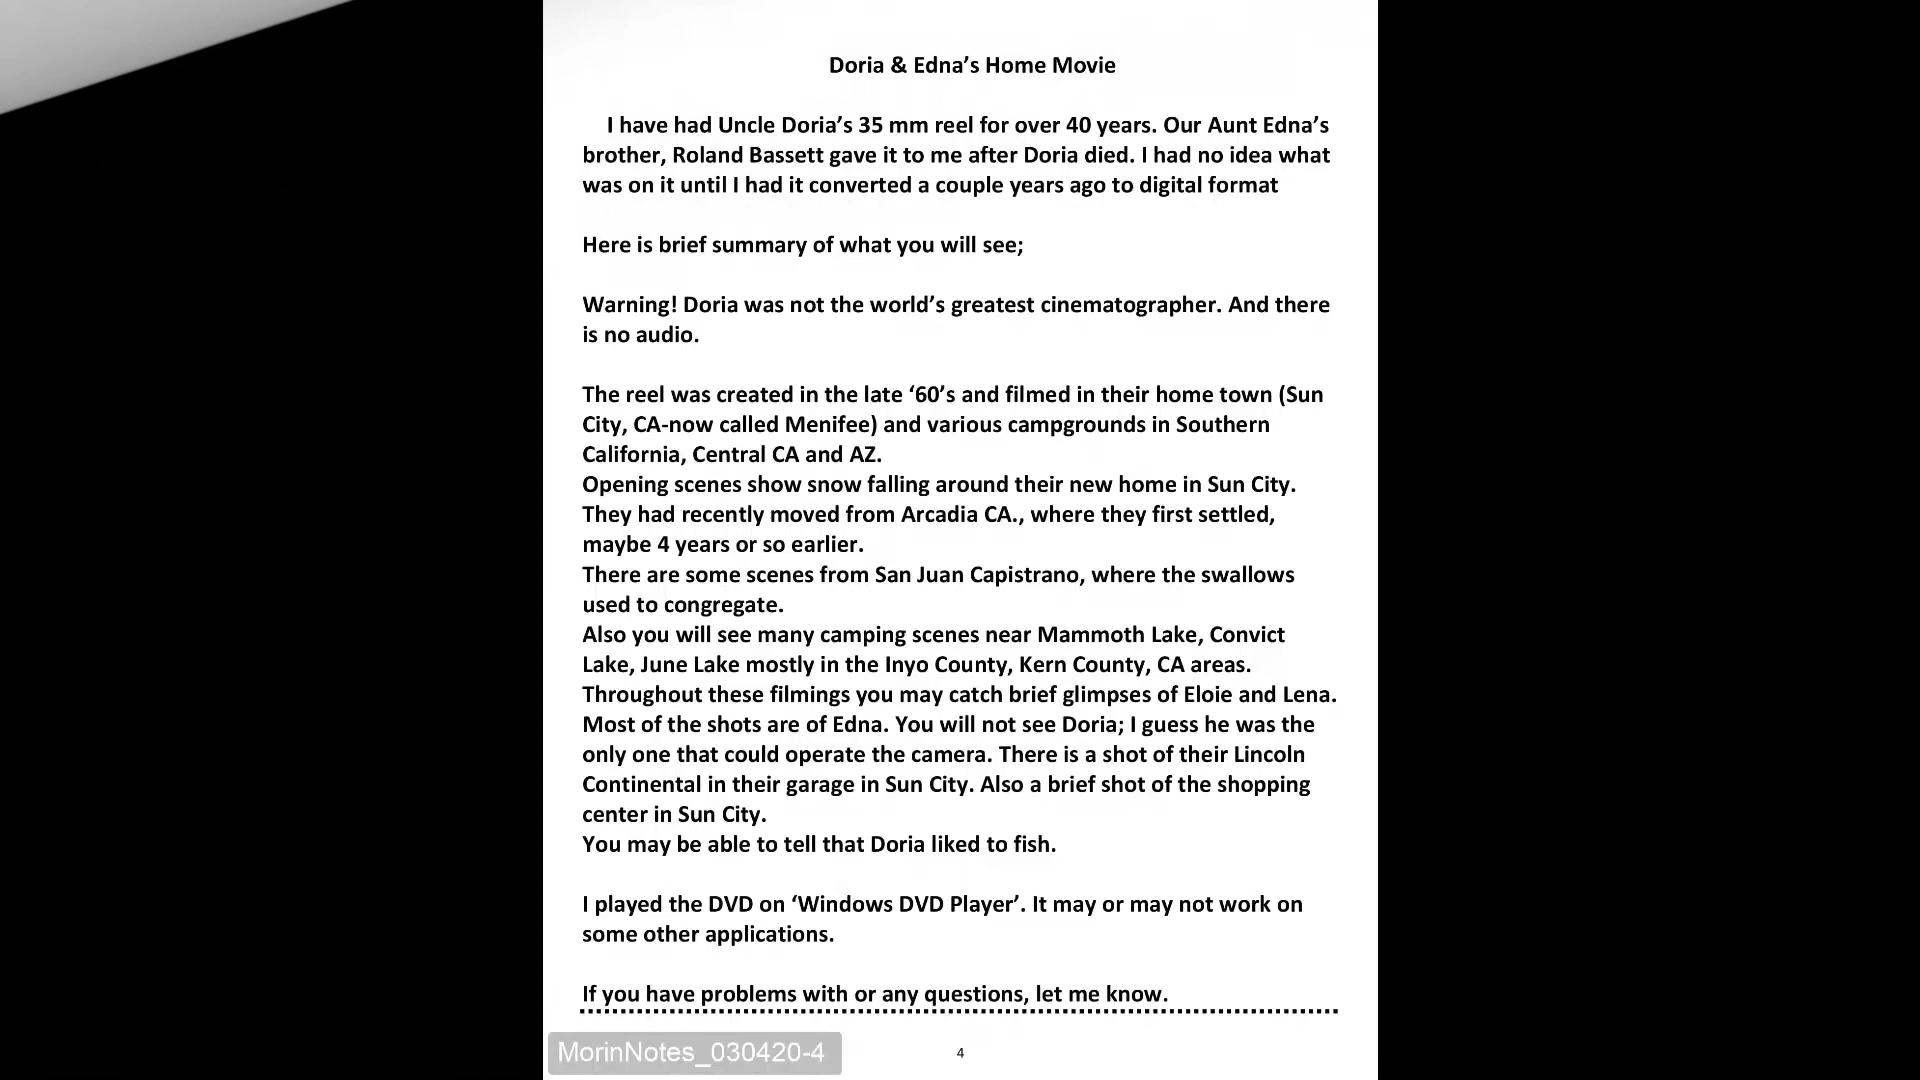 Doria & Edna’s Home Movie
I have had Uncle Doria’s 35 mm reel for over 40 years. Our Aunt Edna’s
brother, Roland Bassett gave it to me after Doria died. I had no idea what
was on it until I had it converted a couple years ago to digital format
Here is brief summary of what you will see;
Warning! Doria was not the world’s greatest cinematographer. And there
is no audio.
The reel was created in the late ‘60’s and filmed in their home town (Sun
City, CA-now called Menifee) and various campgrounds in Southern
California, Central CA and AZ.
Opening scenes show snow falling around their new home in Sun City.
They had recently moved from Arcadia CA., where they first settled,
maybe 4 years or so earlier.
There are some scenes from San Juan Capistrano, where the swallows
used to congregate.
Also you will see many camping scenes near Mammoth Lake, Convict
Lake, June Lake mostly in the Inyo County, Kern County, CA areas.
Throughout these filmings you may catch brief glimpses of Eloie and Lena.
Most of the shots are of Edna. You will not see Doria; I guess he was the
only one that could operate the camera. There is a shot of their Lincoln
Continental in their garage in Sun City. Also a brief shot of the shopping
center in Sun City.
You may be able to tell that Doria liked to fish.
I played the DVD on ‘Windows DVD Player’. It may or may not work on
some other applications.
If you have problems with or any questions, let me know.
MorinNotes_030420-4
4